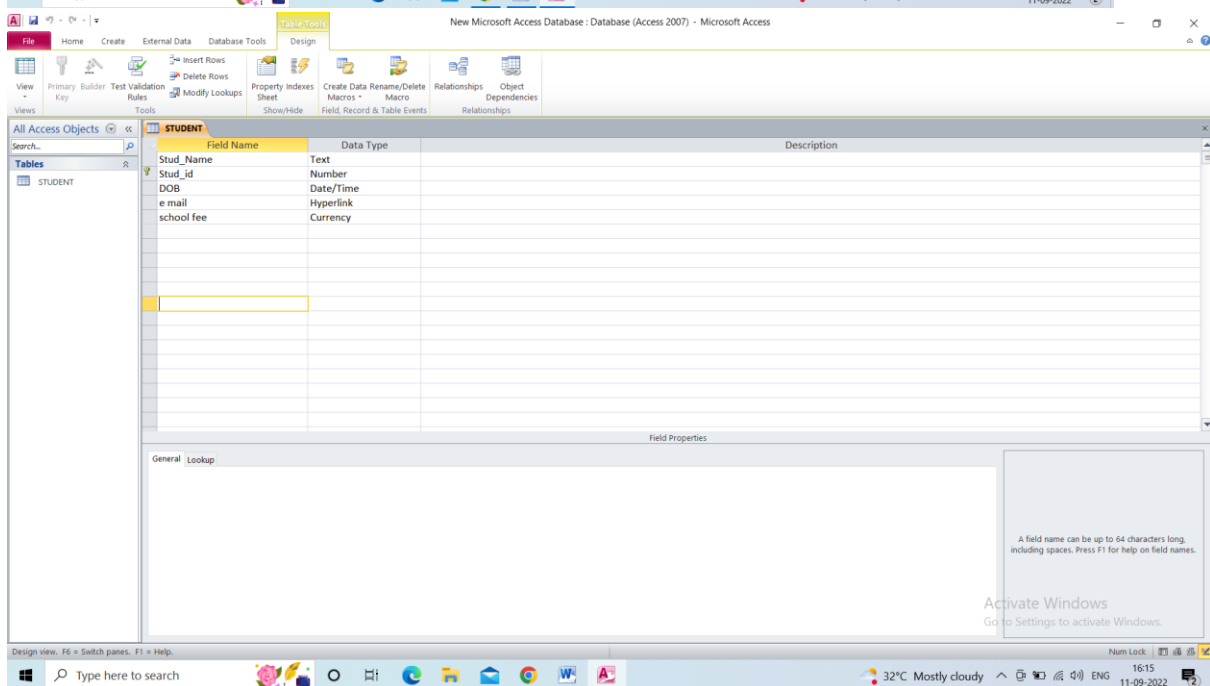 11-09-2022
Table Tools
New Microsoft Access Database : Database (Access 2007) - Microsoft Access
File Home Create External Data Database Tools Design
View
Primary Key
Builder
Test Validation Rules
Insert Rows
Delete Rows
Modify Lookups
Property Sheet
Indexes
Create Data Macros
Rename/Delete Macro
Relationships
Object Dependencies
Views Tools Show/Hide Field, Record & Table Events Relationships
All Access Objects
STUDENT
Search...
Tables
STUDENT
Field Name Data Type Description
Stud_Name Text
Stud_id Number
DOB Date/Time
e mail Hyperlink
school fee Currency
Field Properties
General Lookup
A field name can be up to 64 characters long,
including spaces. Press F1 for help on field names.
Activate Windows
Go to Settings to activate Windows.
Design view. F6 = Switch panes. F1 = Help.
Num Lock
Type here to search
32°C Mostly cloudy
ENG
16:15
11-09-2022